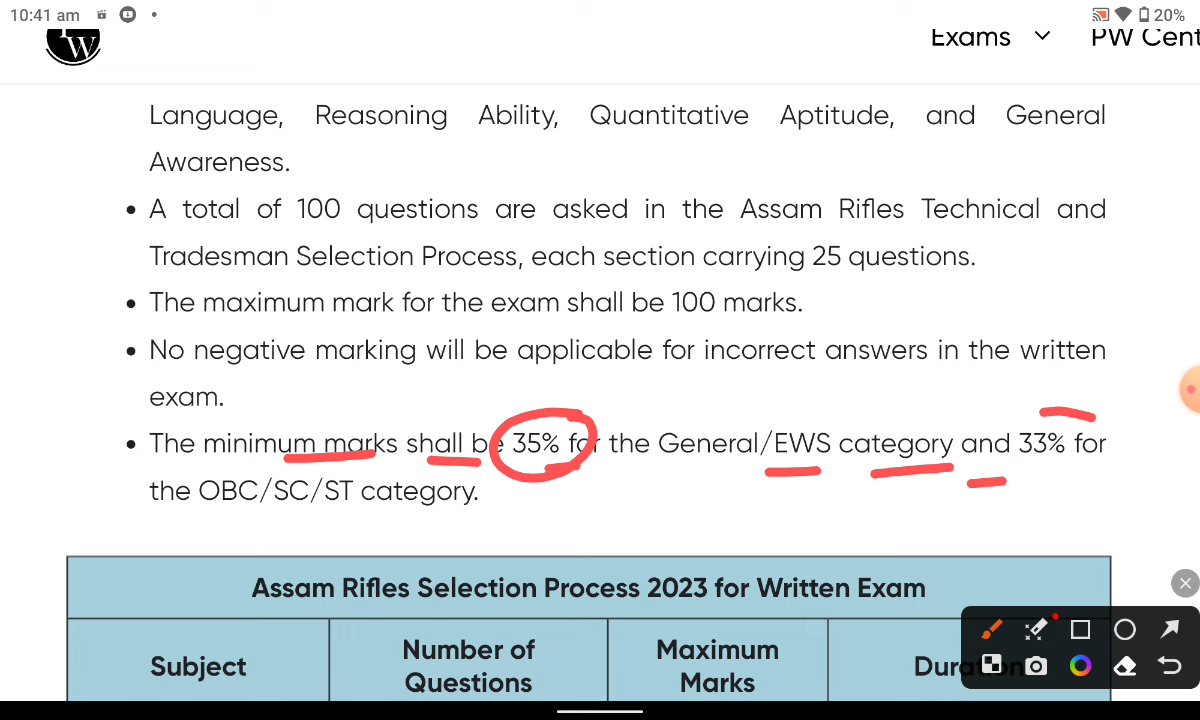 10:41 am
20%
W
Exams
PW Cent
Language, Reasoning Ability, Quantitative Aptitude, and General
Awareness.
• A total of 100 questions are asked in the Assam Rifles Technical and
Tradesman Selection Process, each section carrying 25 questions.
• The maximum mark for the exam shall be 100 marks.
• No negative marking will be applicable for incorrect answers in the written
exam.
• The minimum marks shall be 35% for the General/EWS category and 33% for
the OBC/SC/ST category.
Assam Rifles Selection Process 2023 for Written Exam
Subject
Number of
Questions
Maximum
Marks
Duration